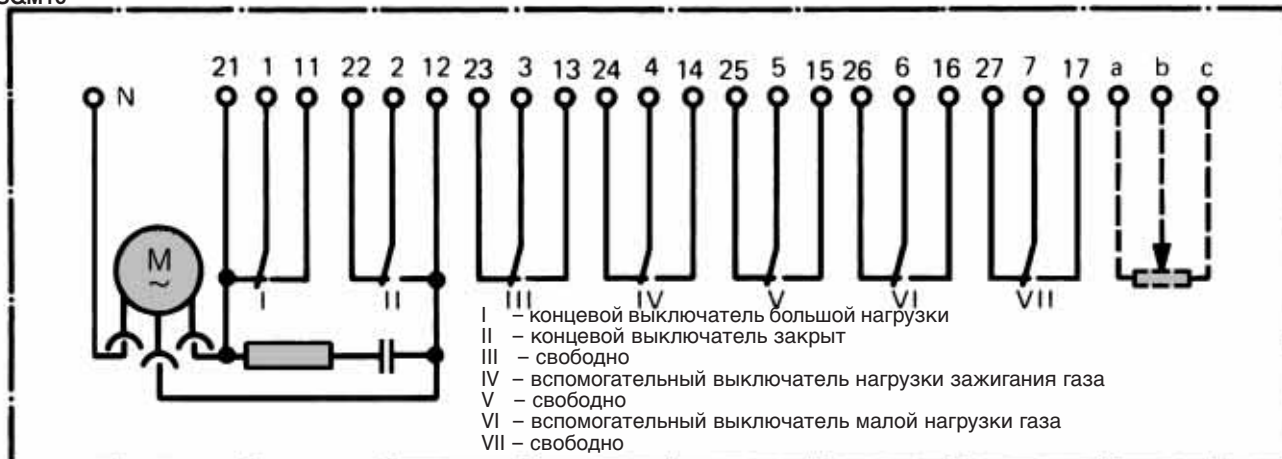 21 1 11 22 2 12 23 3 13 24 4 14 25 5 15 26 6 16 27 7 17 a b c
N
M
~
I II III IV V VI VII
I – концевой выключатель большой нагрузки
II – концевой выключатель закрыт
III – свободно
IV – вспомогательный выключатель нагрузки зажигания газа
V – свободно
VI – вспомогательный выключатель малой нагрузки газа
VII – свободно